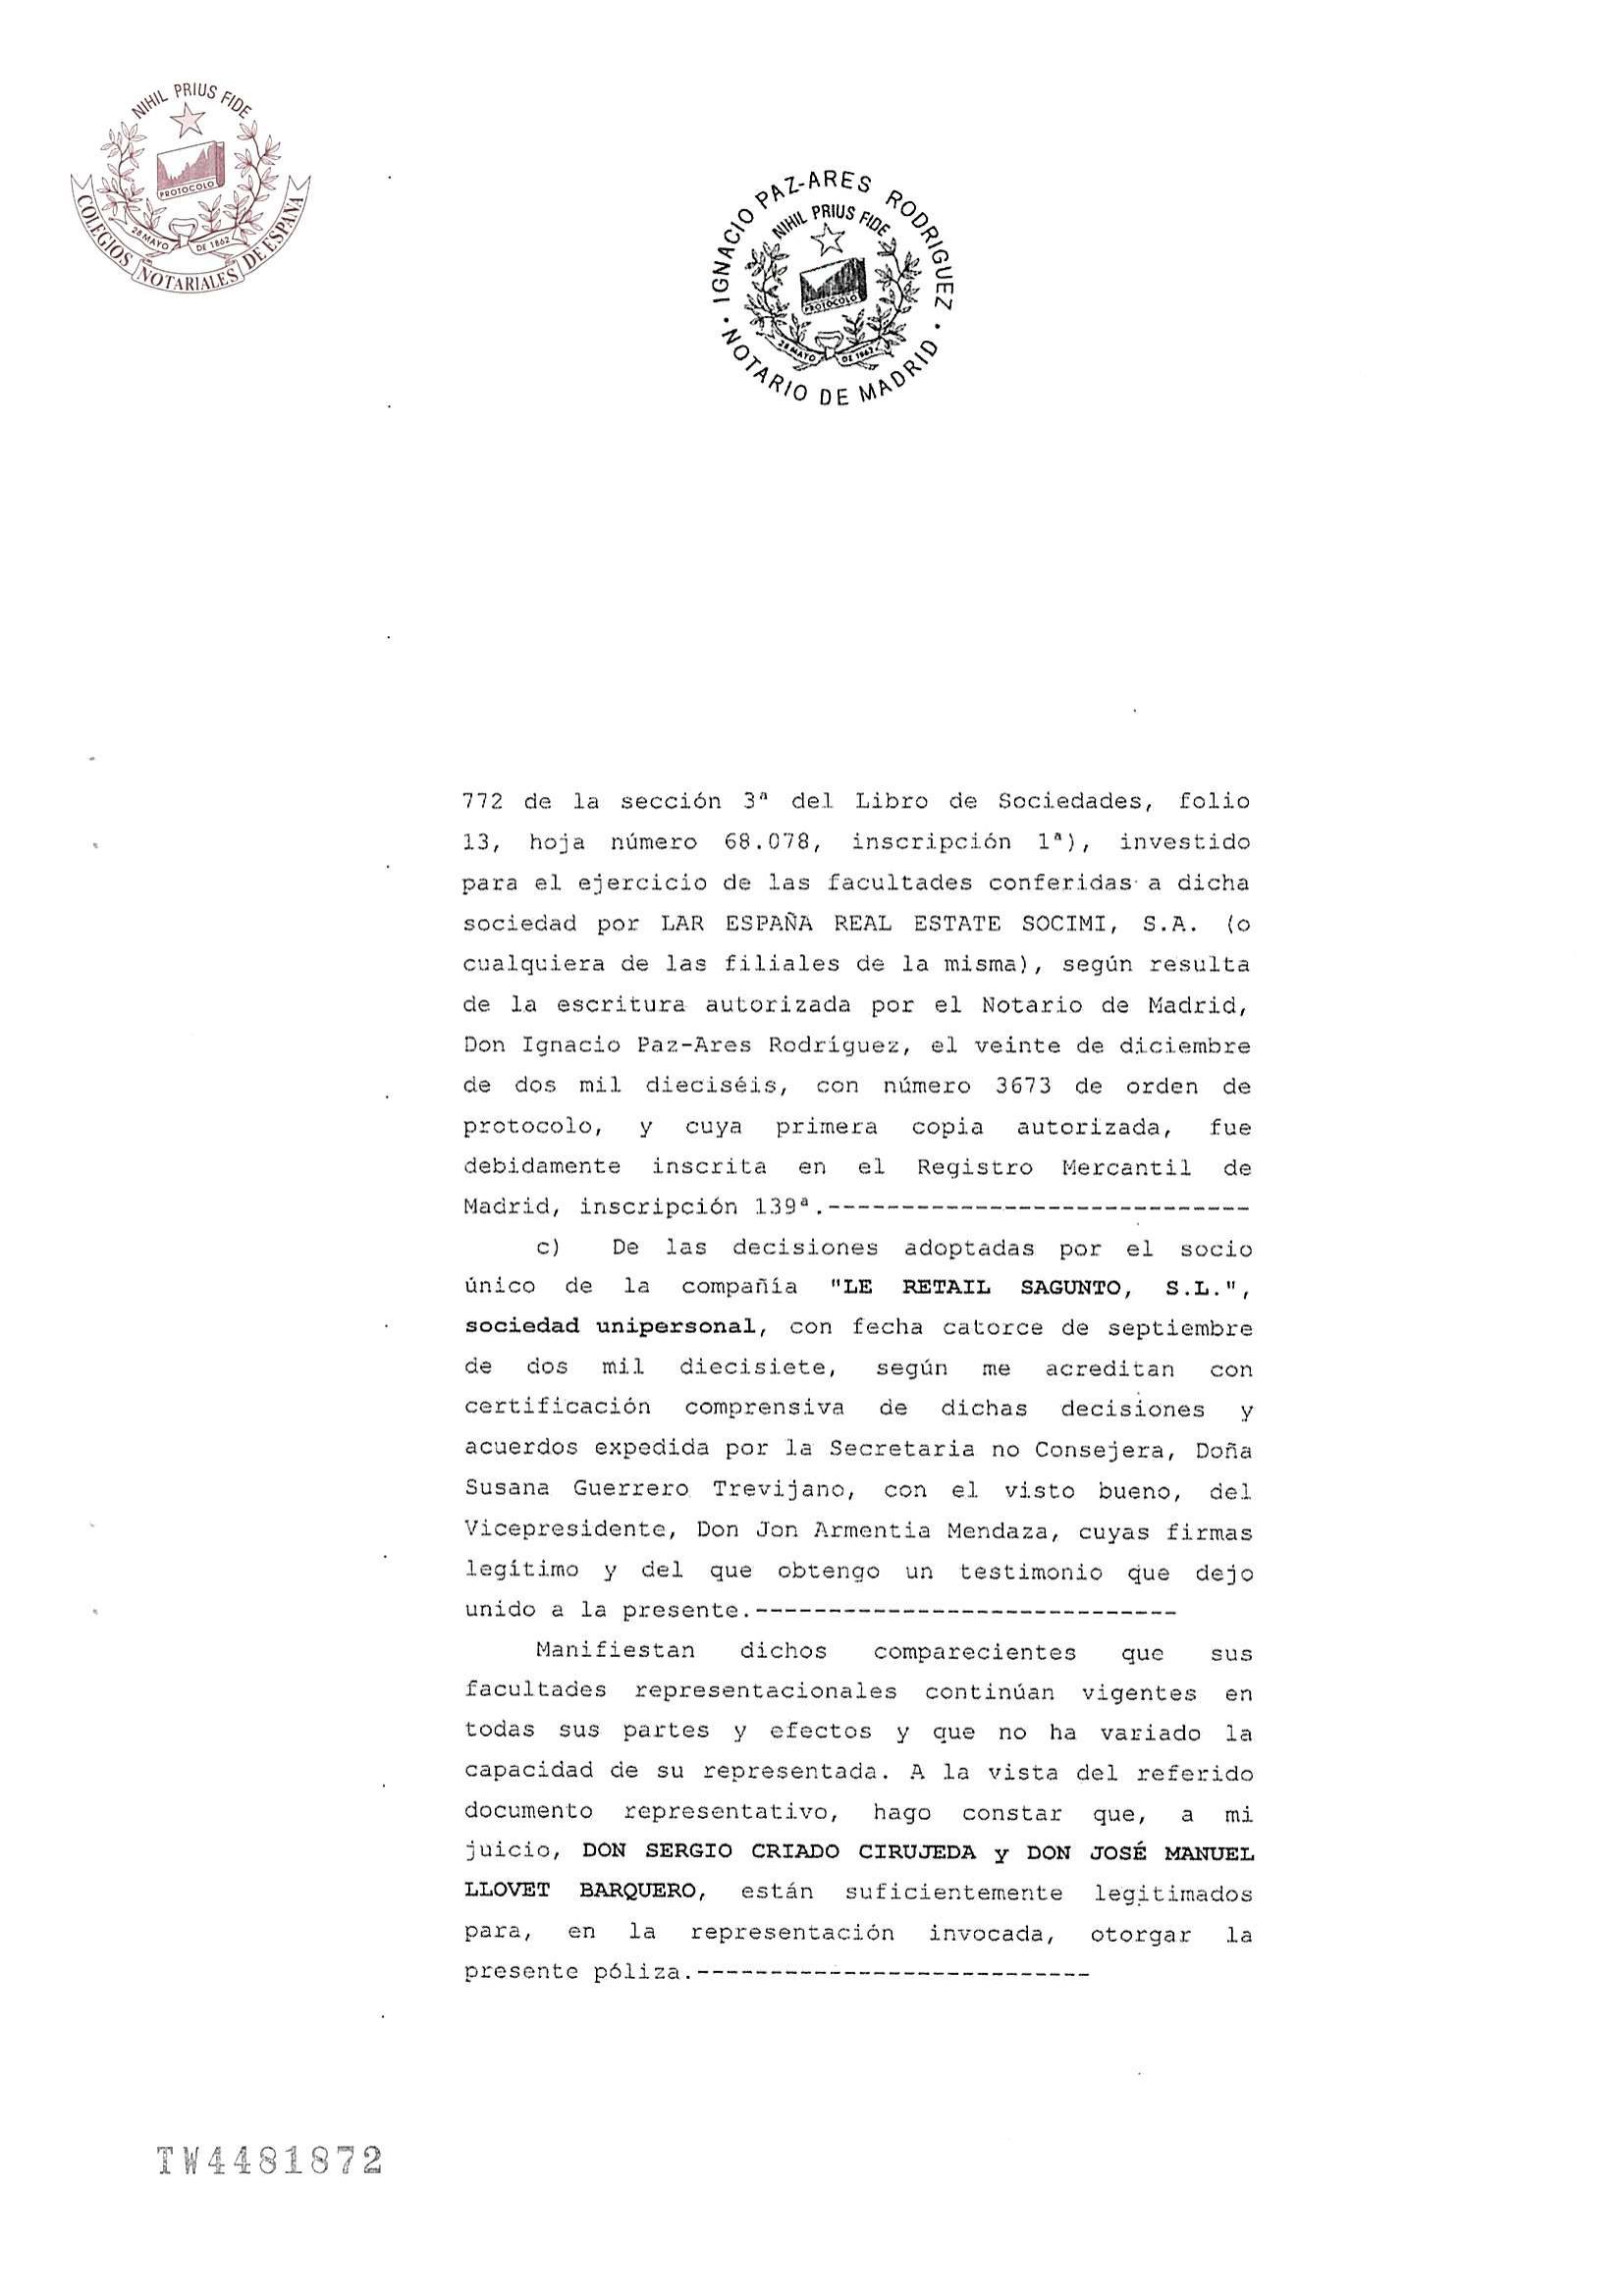 NIHIL PRIUS FIDE
PROTOCOLO
28 MAYO DE 1862
COLEGIOS NOTARIALES DE ESPAÑA
IGNACIO PAZ-ARES RODRIGUEZ
NIHIL PRIUS FIDE
PROTOCOLO
28 MAYO DE 1862
· NOTARIO DE MADRID ·
772 de la sección 3ª del Libro de Sociedades, folio
13, hoja número 68.078, inscripción 1ª), investido
para el ejercicio de las facultades conferidas a dicha
sociedad por LAR ESPAÑA REAL ESTATE SOCIMI, S.A. (o
cualquiera de las filiales de la misma), según resulta
de la escritura autorizada por el Notario de Madrid,
Don Ignacio Paz-Ares Rodríguez, el veinte de diciembre
de dos mil dieciséis, con número 3673 de orden de
protocolo, y cuya primera copia autorizada, fue
debidamente inscrita en el Registro Mercantil de
Madrid, inscripción 139ª.-----------------------------
c) De las decisiones adoptadas por el socio
único de la compañía "LE RETAIL SAGUNTO, S.L.",
sociedad unipersonal, con fecha catorce de septiembre
de dos mil diecisiete, según me acreditan con
certificación comprensiva de dichas decisiones y
acuerdos expedida por la Secretaria no Consejera, Doña
Susana Guerrero Trevijano, con el visto bueno, del
Vicepresidente, Don Jon Armentia Mendaza, cuyas firmas
legítimo y del que obtengo un testimonio que dejo
unido a la presente.-----------------------------
Manifiestan dichos comparecientes que sus
facultades representacionales continúan vigentes en
todas sus partes y efectos y que no ha variado la
capacidad de su representada. A la vista del referido
documento representativo, hago constar que, a mi
juicio, DON SERGIO CRIADO CIRUJEDA y DON JOSÉ MANUEL
LLOVET BARQUERO, están suficientemente legitimados
para, en la representación invocada, otorgar la
presente póliza.---------------------------
TW4481872